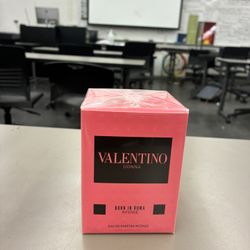 VALENTINO
DONNA
BORN IN ROMA
INTENSE
EAU DE PARFUM INTENSE